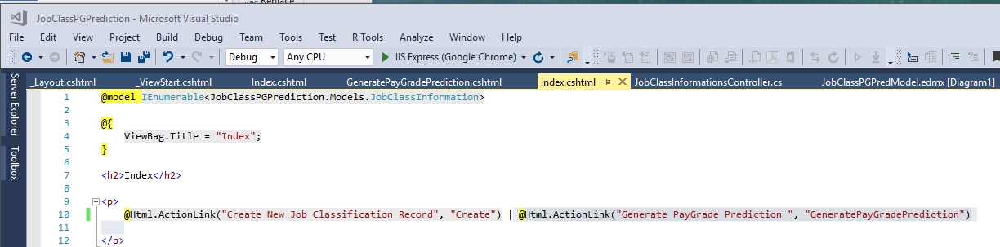 Replace
JobClassPGPrediction - Microsoft Visual Studio
File Edit View Project Build Debug Team Tools Test R Tools Analyze Window Help
Debug Any CPU IIS Express (Google Chrome)
Server Explorer
Toolbox
_Layout.cshtml _ViewStart.cshtml Index.cshtml GeneratePayGradePrediction.cshtml Index.cshtml JobClassInformationsController.cs JobClassPGPredModel.edmx [Diagram1]
1 @model IEnumerable<JobClassPGPrediction.Models.JobClassInformation>
2
3 @{
4 ViewBag.Title = "Index";
5 }
6
7 <h2>Index</h2>
8
9 <p>
10 @Html.ActionLink("Create New Job Classification Record", "Create") | @Html.ActionLink("Generate PayGrade Prediction ", "GeneratePayGradePrediction")
11
12 </p>